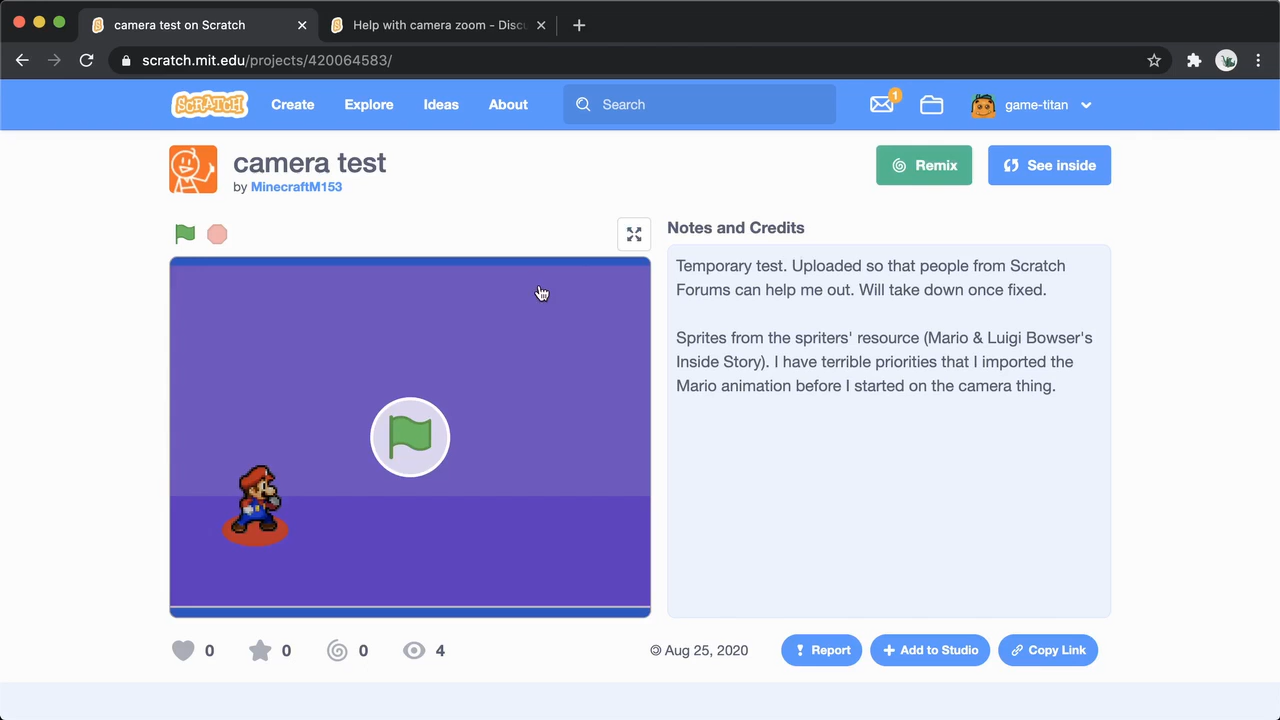 camera test on Scratch
Help with camera zoom - Discu
scratch.mit.edu/projects/420064583/
SCRATCH
Create
Explore
Ideas
About
Search
1
game-titan
camera test
by MinecraftM153
Remix
See inside
Notes and Credits
Temporary test. Uploaded so that people from Scratch
Forums can help me out. Will take down once fixed.
Sprites from the spriters' resource (Mario & Luigi Bowser's
Inside Story). I have terrible priorities that I imported the
Mario animation before I started on the camera thing.
0
0
0
4
Aug 25, 2020
Report
Add to Studio
Copy Link